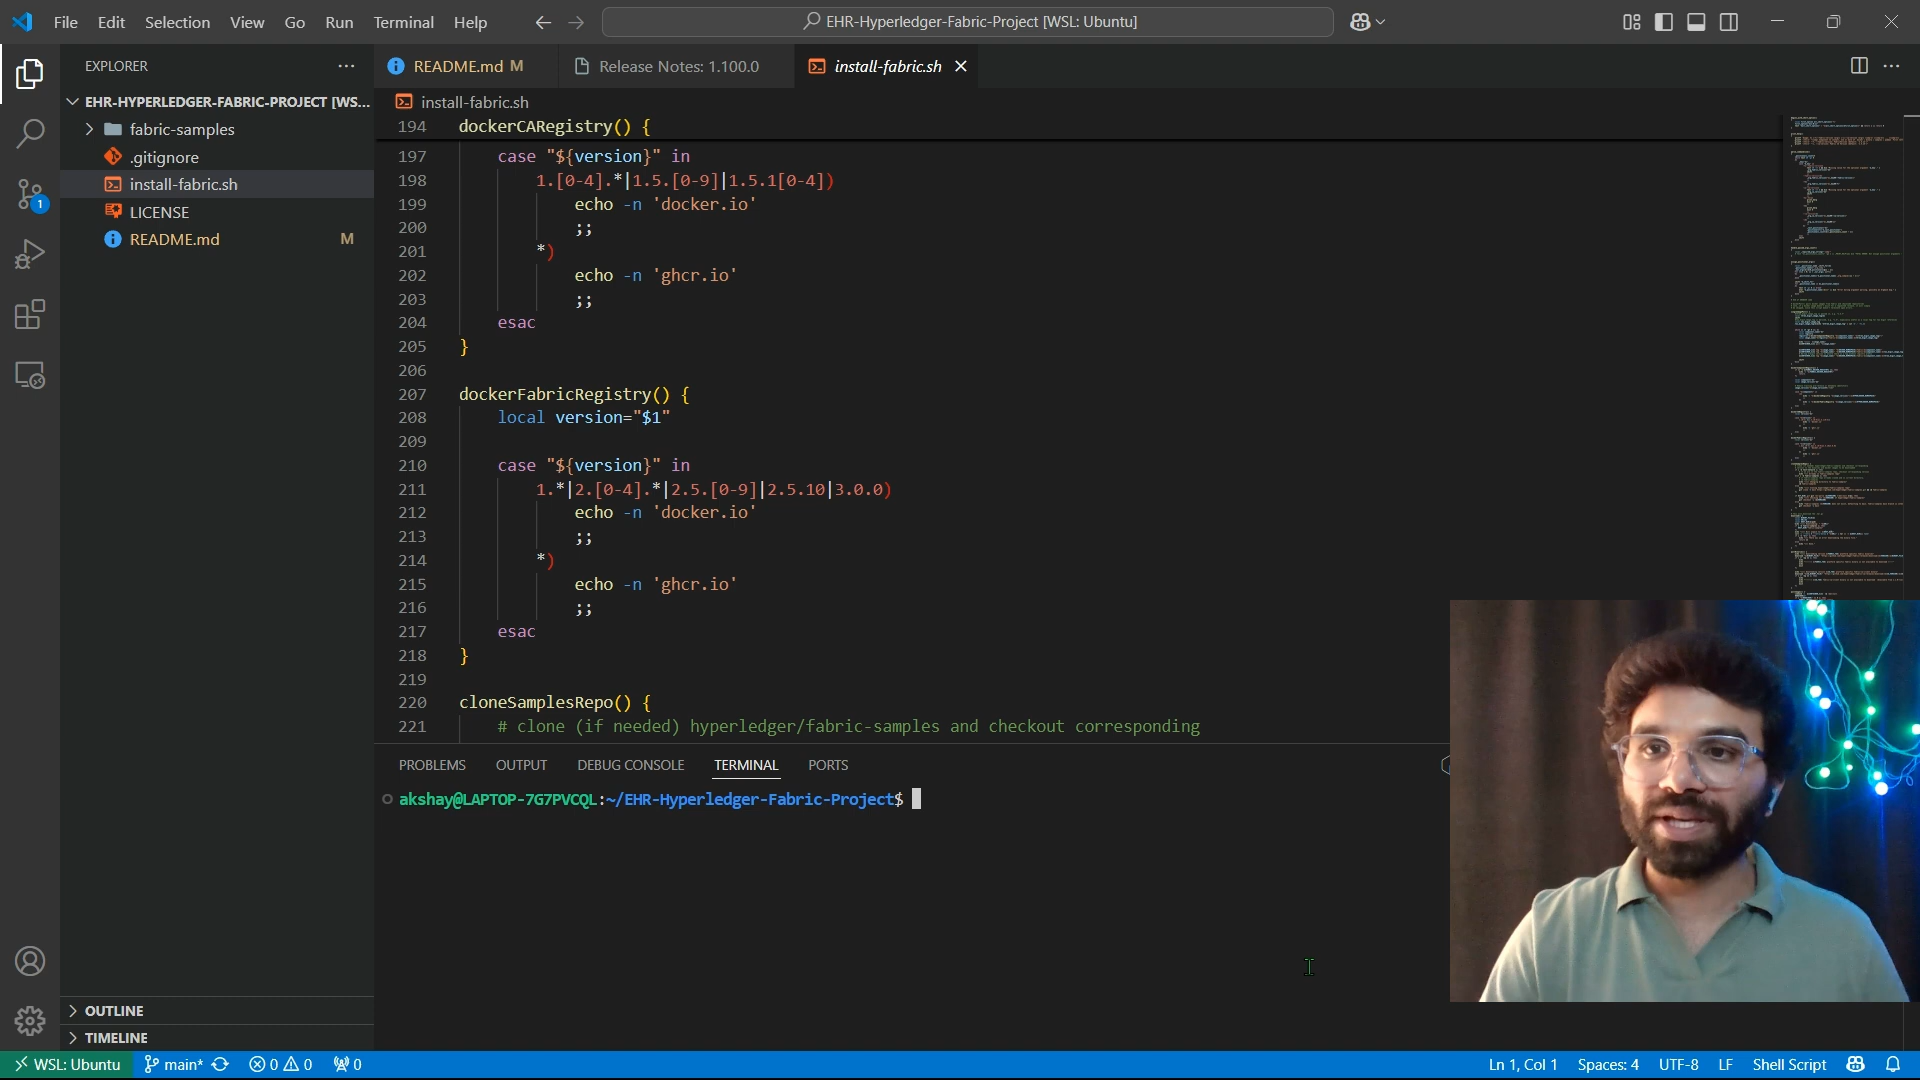 File Edit Selection View Go Run Terminal Help
EHR-Hyperledger-Fabric-Project [WSL: Ubuntu]
EXPLORER
README.md M
Release Notes: 1.100.0
install-fabric.sh
EHR-HYPERLEDGER-FABRIC-PROJECT [WS...
fabric-samples
.gitignore
install-fabric.sh
LICENSE
README.md M
1
install-fabric.sh
194 dockerCARegistry() {
197 case "${version}" in
198 1.[0-4].*|1.5.[0-9]|1.5.1[0-4])
199 echo -n 'docker.io'
200 ;;
201 *)
202 echo -n 'ghcr.io'
203 ;;
204 esac
205 }
206
207 dockerFabricRegistry() {
208 local version="$1"
209
210 case "${version}" in
211 1.*|2.[0-4].*|2.5.[0-9]|2.5.10|3.0.0)
212 echo -n 'docker.io'
213 ;;
214 *)
215 echo -n 'ghcr.io'
216 ;;
217 esac
218 }
219
220 cloneSamplesRepo() {
221 # clone (if needed) hyperledger/fabric-samples and checkout corresponding
PROBLEMS OUTPUT DEBUG CONSOLE TERMINAL PORTS
akshay@LAPTOP-7G7PVCQL:~/EHR-Hyperledger-Fabric-Project$
OUTLINE
TIMELINE
WSL: Ubuntu main* 0 0 0 Ln 1, Col 1 Spaces: 4 UTF-8 LF Shell Script